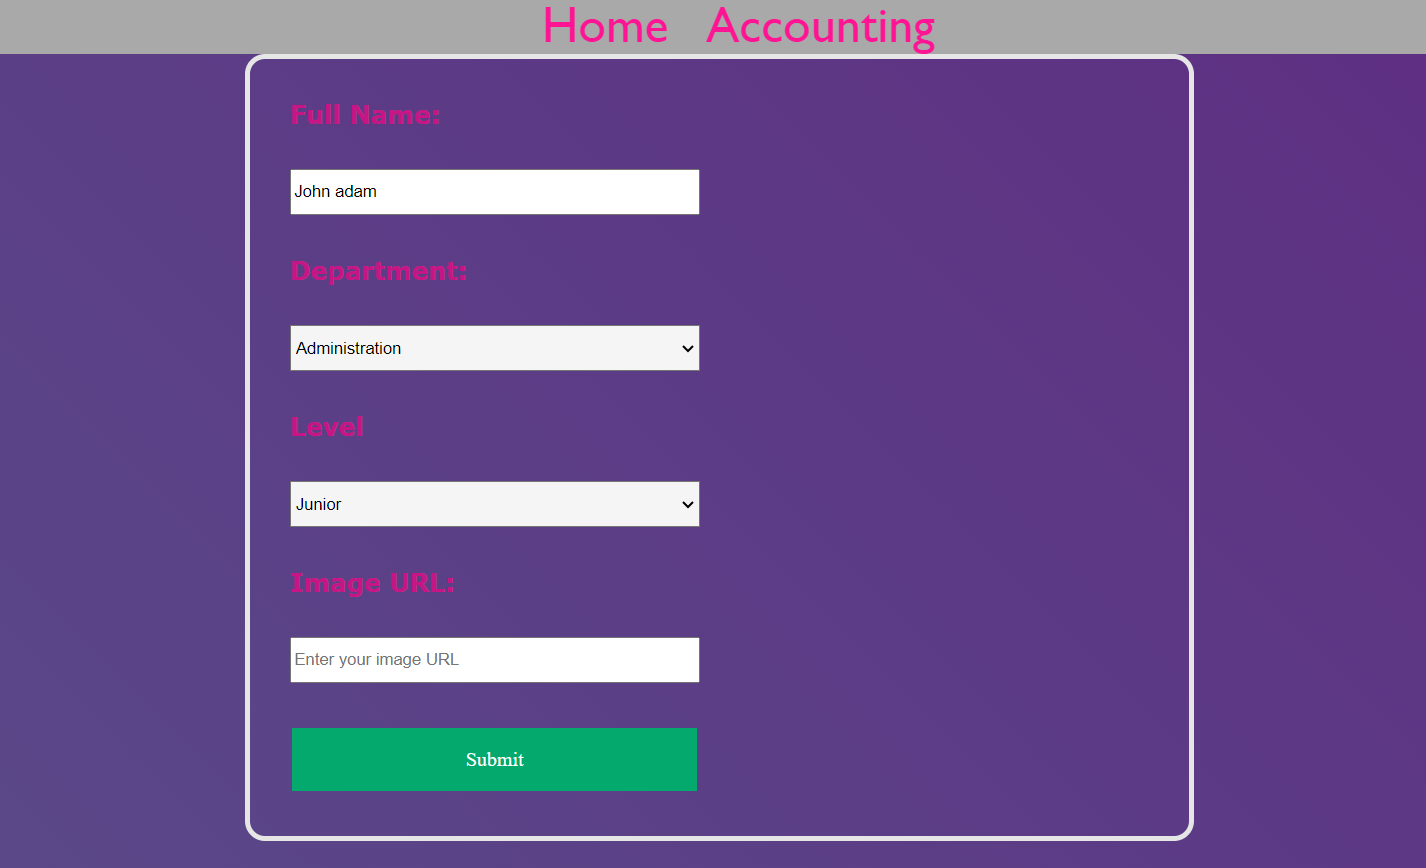 Home Accounting
Full Name:
John adam
Department:
Administration
Level
Junior
Image URL:
Enter your image URL
Submit